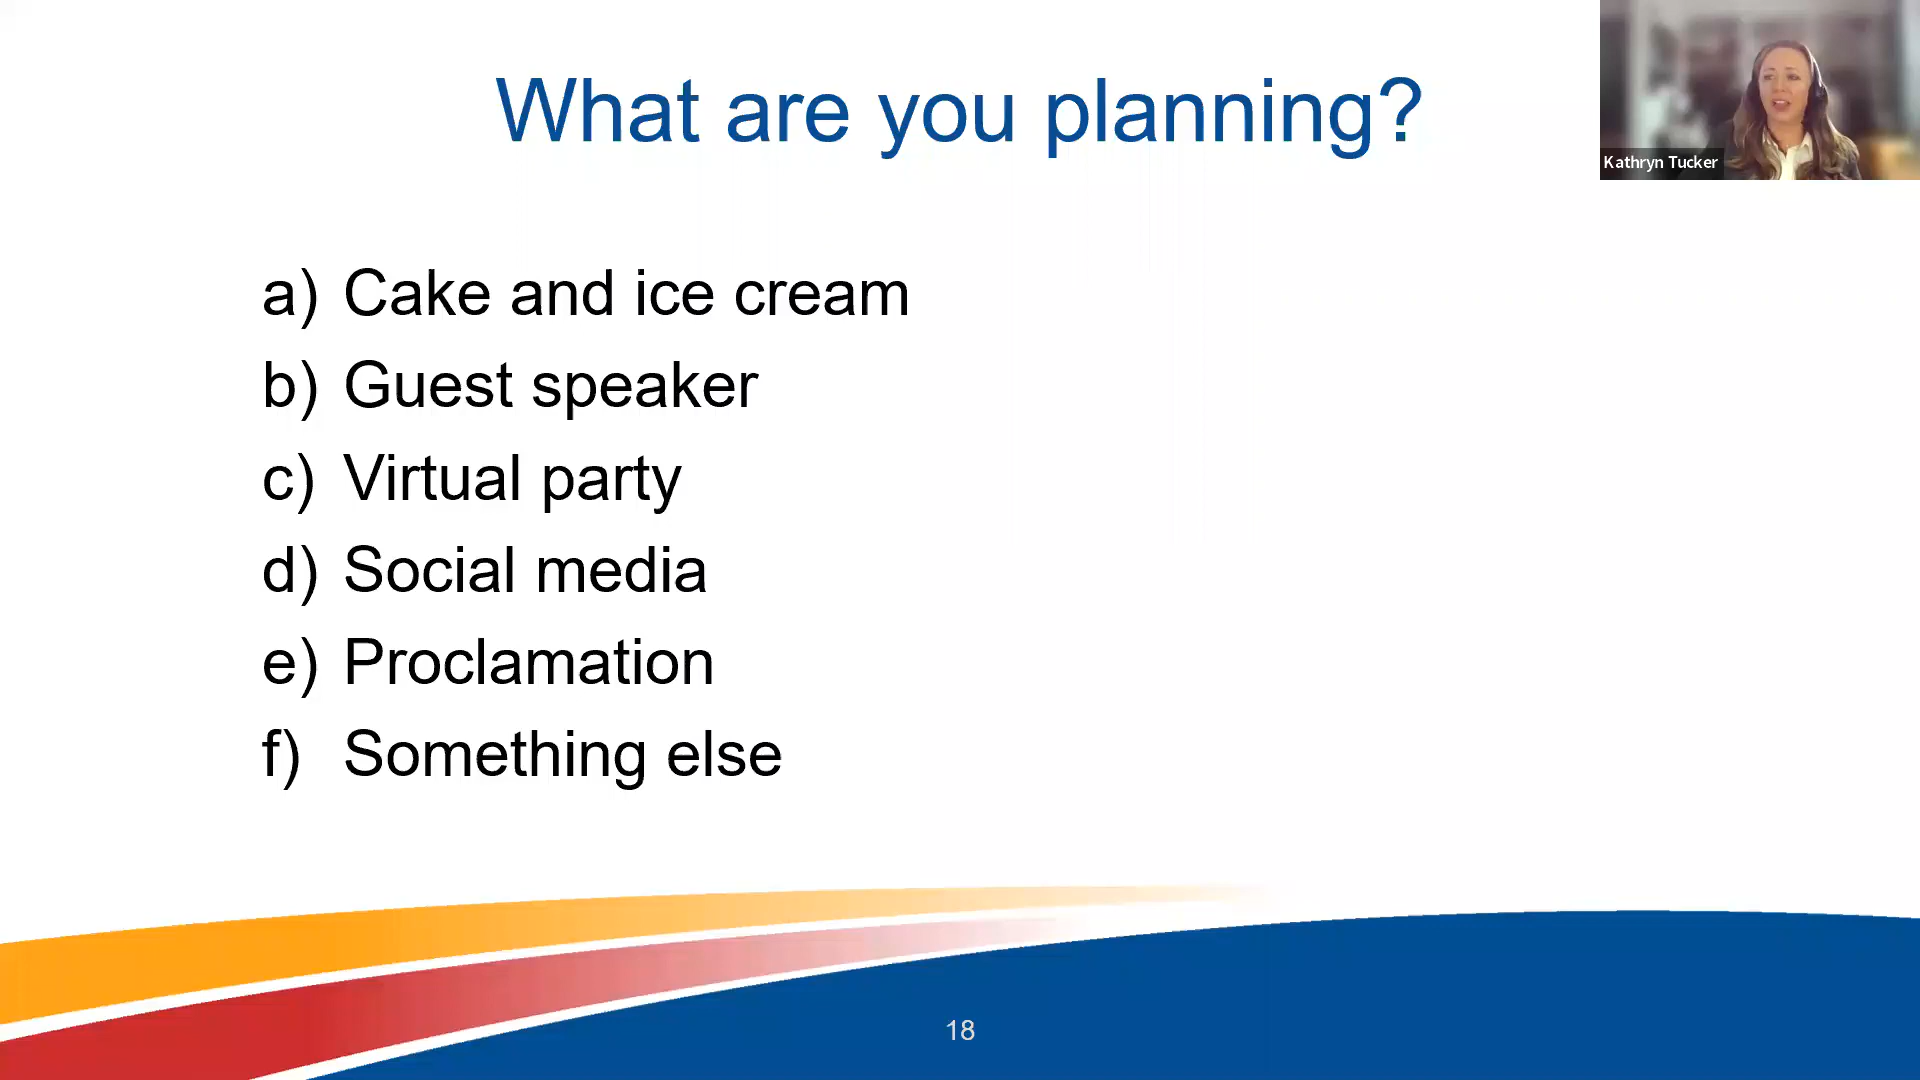 What are you planning?
Kathryn Tucker
a) Cake and ice cream
b) Guest speaker
c) Virtual party
d) Social media
e) Proclamation
f) Something else
18